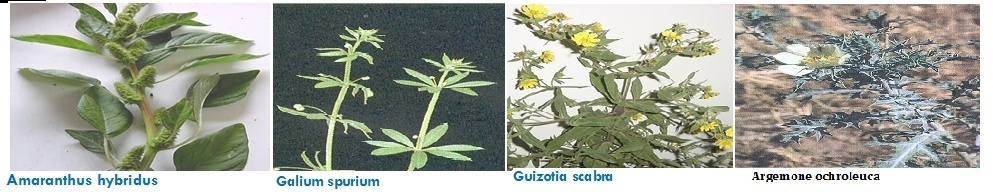 Amaranthus hybridus
Galium spurium
Guizotia scabra
Argemone ochroleuca